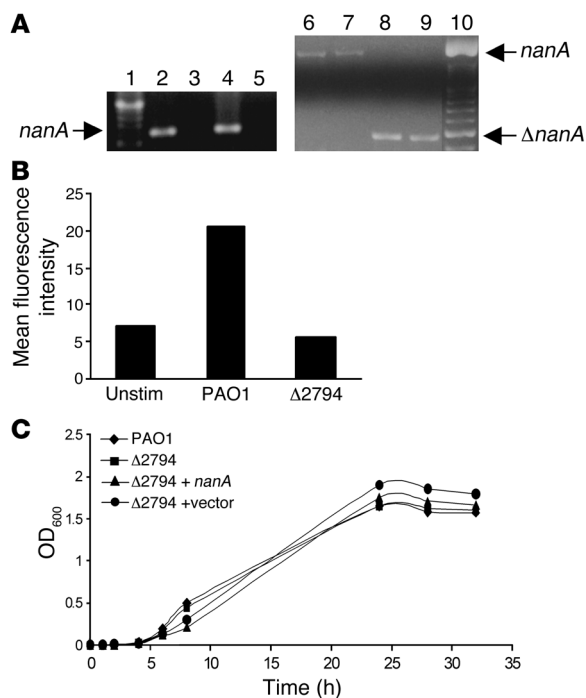 A
1 2 3 4 5
nanA
6 7 8 9 10
nanA
ΔnanA
B
Mean fluorescence
intensity
25
20
15
10
5
0
Unstim PAO1 Δ2794
C
PAO1
Δ2794
Δ2794 + nanA
Δ2794 +vector
OD600
2.5
2
1.5
1
0.5
0
0 5 10 15 20 25 30 35
Time (h)